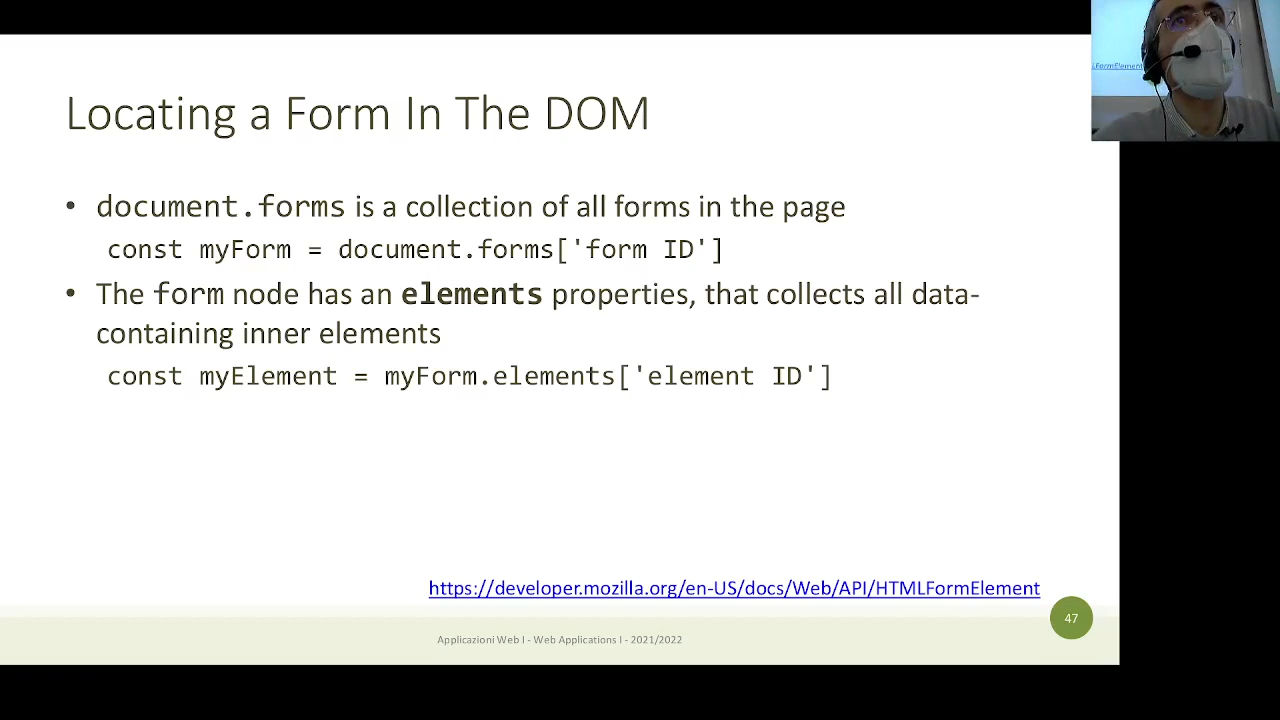 LFormElement
Locating a Form In The DOM
• document.forms is a collection of all forms in the page
const myForm = document.forms['form ID']
• The form node has an elements properties, that collects all data-
containing inner elements
const myElement = myForm.elements['element ID']
https://developer.mozilla.org/en-US/docs/Web/API/HTMLFormElement
47
Applicazioni Web I - Web Applications I - 2021/2022